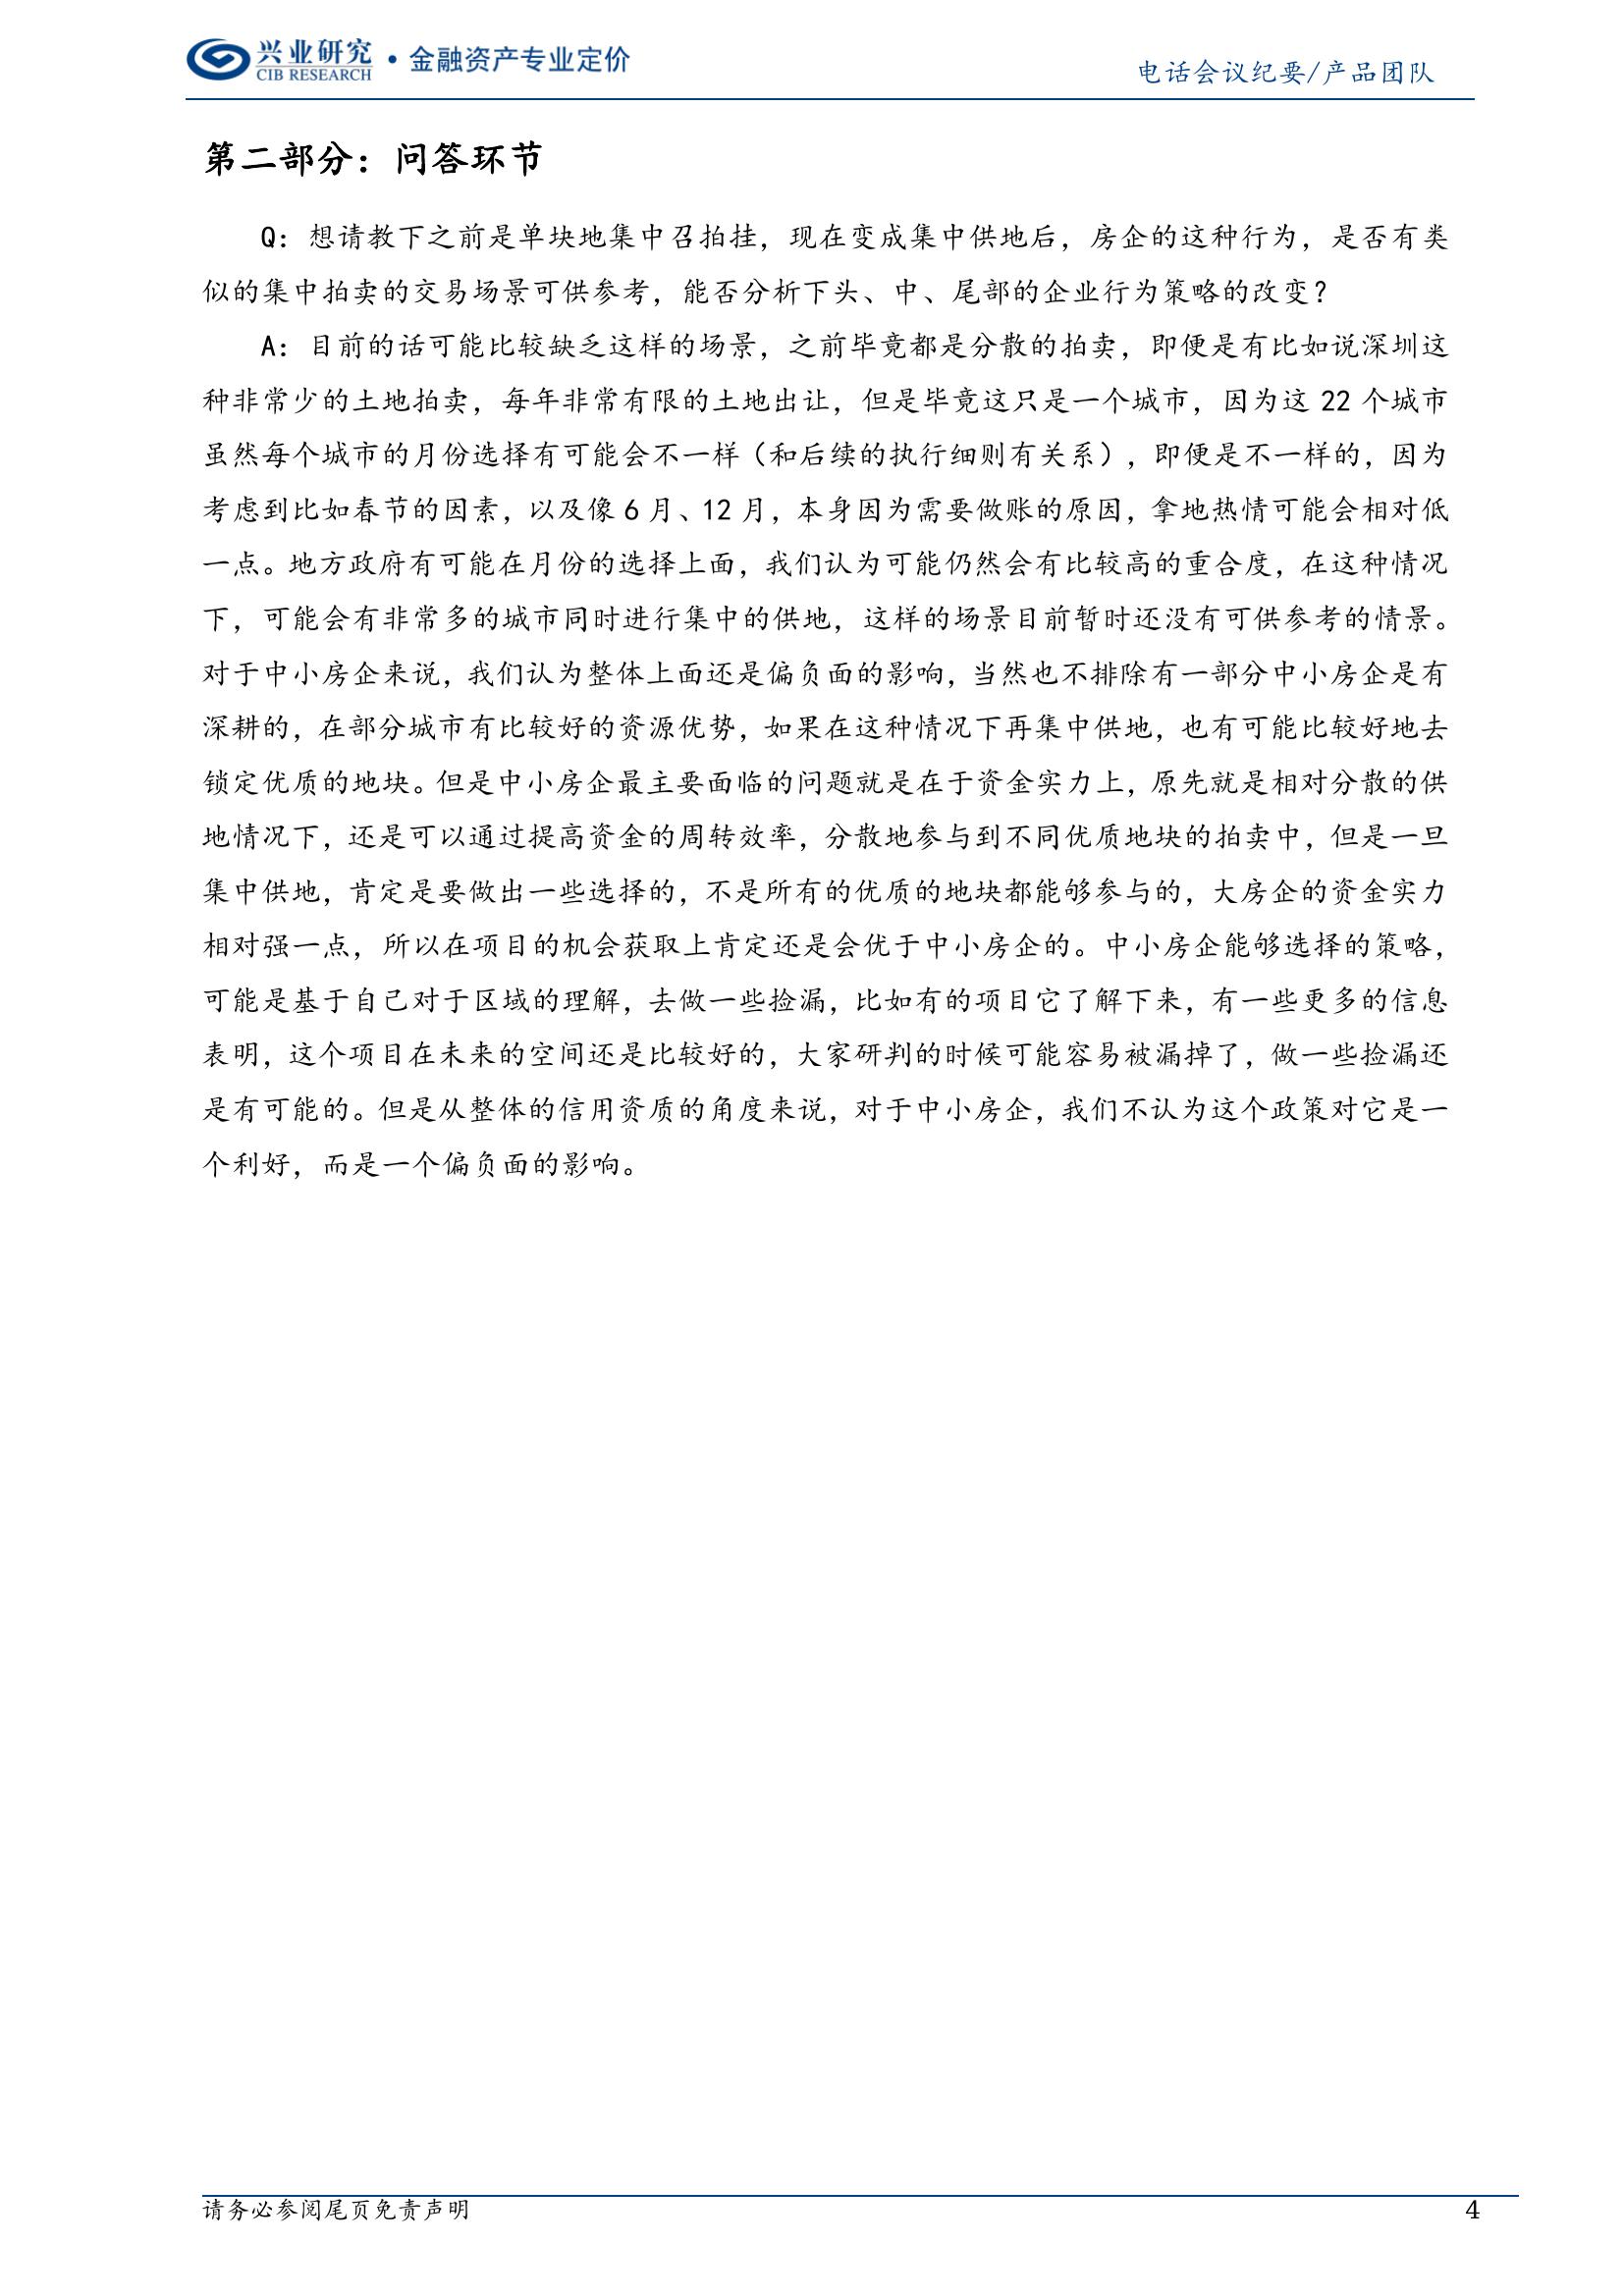 兴业研究
CIB RESEARCH
·金融资产专业定价
电话会议纪要/产品团队
第二部分：问答环节
Q：想请教下之前是单块地集中召拍挂，现在变成集中供地后，房企的这种行为，是否有类
似的集中拍卖的交易场景可供参考，能否分析下头、中、尾部的企业行为策略的改变？
A：目前的话可能比较缺乏这样的场景，之前毕竟都是分散的拍卖，即便是有比如说深圳这
种非常少的土地拍卖，每年非常有限的土地出让，但是毕竟这只是一个城市，因为这 22 个城市
虽然每个城市的月份选择有可能会不一样（和后续的执行细则有关系），即便是不一样的，因为
考虑到比如春节的因素，以及像 6 月、12 月，本身因为需要做账的原因，拿地热情可能会相对低
一点。地方政府有可能在月份的选择上面，我们认为可能仍然会有比较高的重合度，在这种情况
下，可能会有非常多的城市同时进行集中的供地，这样的场景目前暂时还没有可供参考的情景。
对于中小房企来说，我们认为整体上面还是偏负面的影响，当然也不排除有一部分中小房企是有
深耕的，在部分城市有比较好的资源优势，如果在这种情况下再集中供地，也有可能比较好地去
锁定优质的地块。但是中小房企最主要面临的问题就是在于资金实力上，原先就是相对分散的供
地情况下，还是可以通过提高资金的周转效率，分散地参与到不同优质地块的拍卖中，但是一旦
集中供地，肯定是要做出一些选择的，不是所有的优质的地块都能够参与的，大房企的资金实力
相对强一点，所以在项目的机会获取上肯定还是会优于中小房企的。中小房企能够选择的策略，
可能是基于自己对于区域的理解，去做一些捡漏，比如有的项目它了解下来，有一些更多的信息
表明，这个项目在未来的空间还是比较好的，大家研判的时候可能容易被漏掉了，做一些捡漏还
是有可能的。但是从整体的信用资质的角度来说，对于中小房企，我们不认为这个政策对它是一
个利好，而是一个偏负面的影响。
请务必参阅尾页免责声明
4